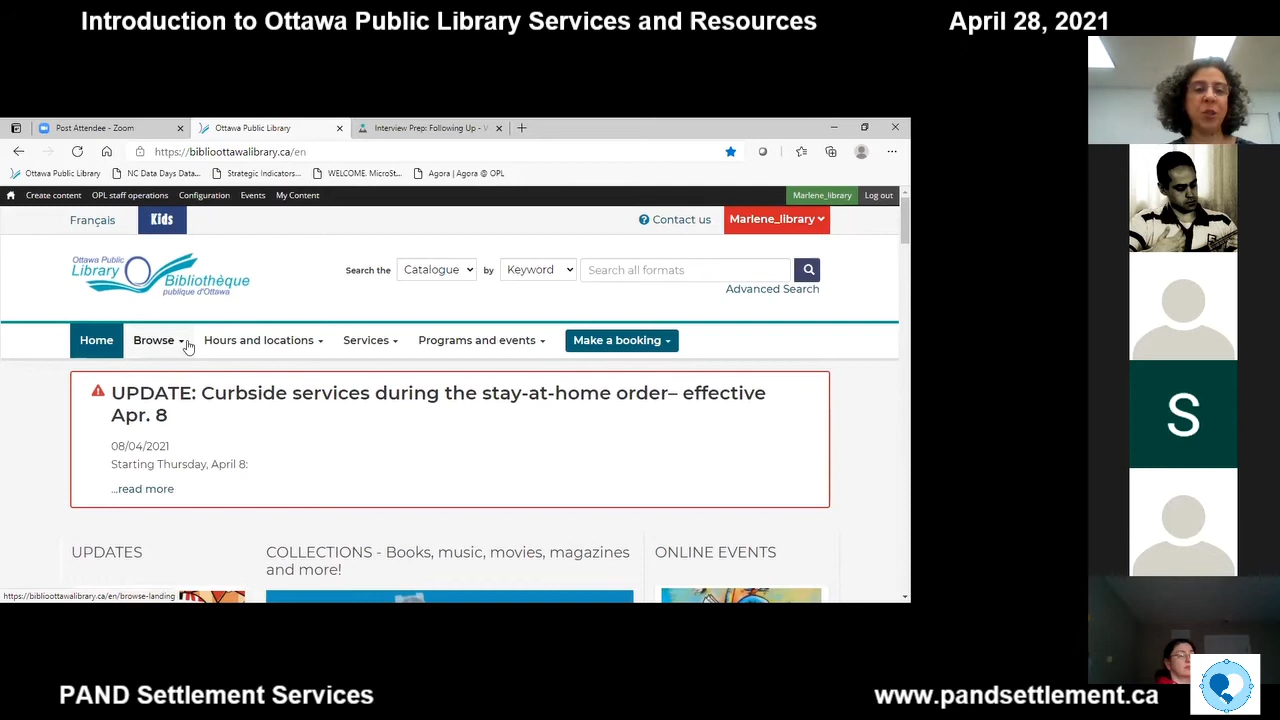 Introduction to Ottawa Public Library Services and Resources April 28, 2021
Post Attendee - Zoom
Ottawa Public Library
Interview Prep: Following Up - V
https://biblioottawalibrary.ca/en
Ottawa Public Library
NC Data Days Data...
Strategic Indicators...
WELCOME. MicroSt...
Agora | Agora @ OPL
Create content OPL staff operations Configuration Events My Content Marlene_library Log out
Français Kids Contact us Marlene_library
Ottawa Public
Library
Bibliothèque
publique d'Ottawa
Search the Catalogue by Keyword Search all formats
Advanced Search
Home Browse Hours and locations Services Programs and events Make a booking
UPDATE: Curbside services during the stay-at-home order– effective
Apr. 8
08/04/2021
Starting Thursday, April 8:
...read more
UPDATES
COLLECTIONS - Books, music, movies, magazines
and more!
ONLINE EVENTS
https://biblioottawalibrary.ca/en/browse-landing
S
PAND Settlement Services www.pandsettlement.ca